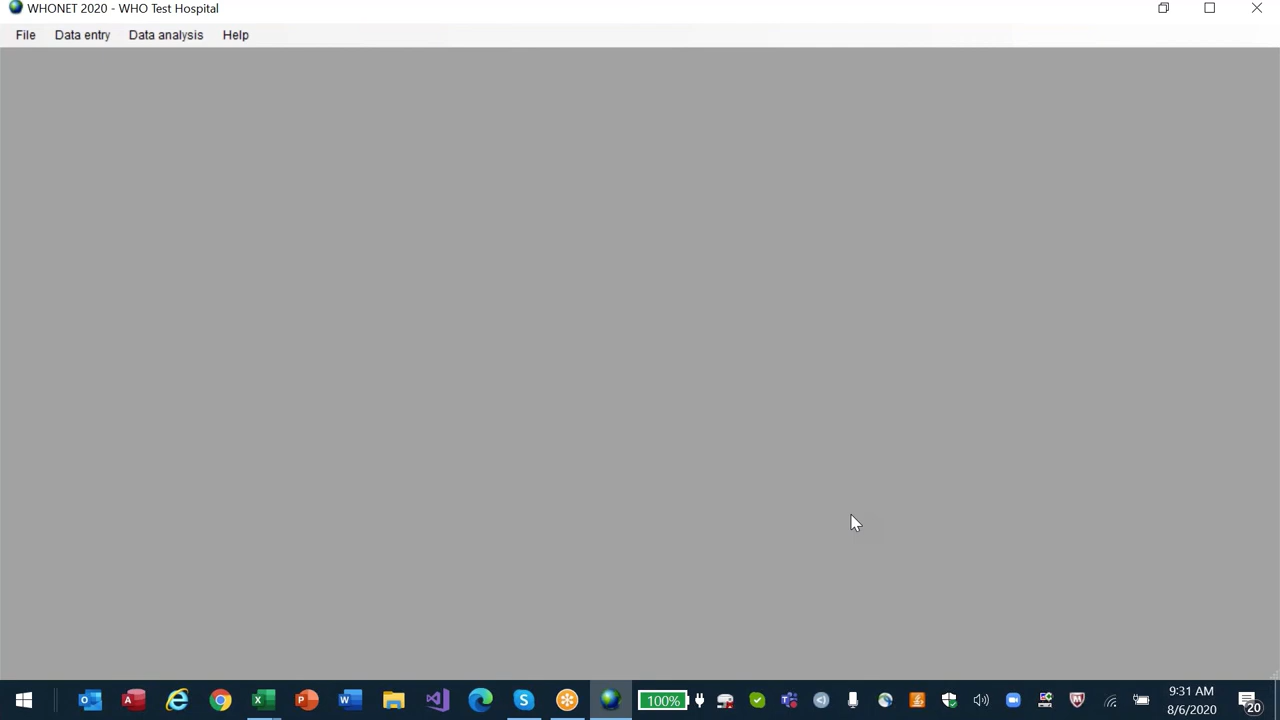 WHONET 2020 - WHO Test Hospital
File Data entry Data analysis Help
100%
9:31 AM
8/6/2020
20